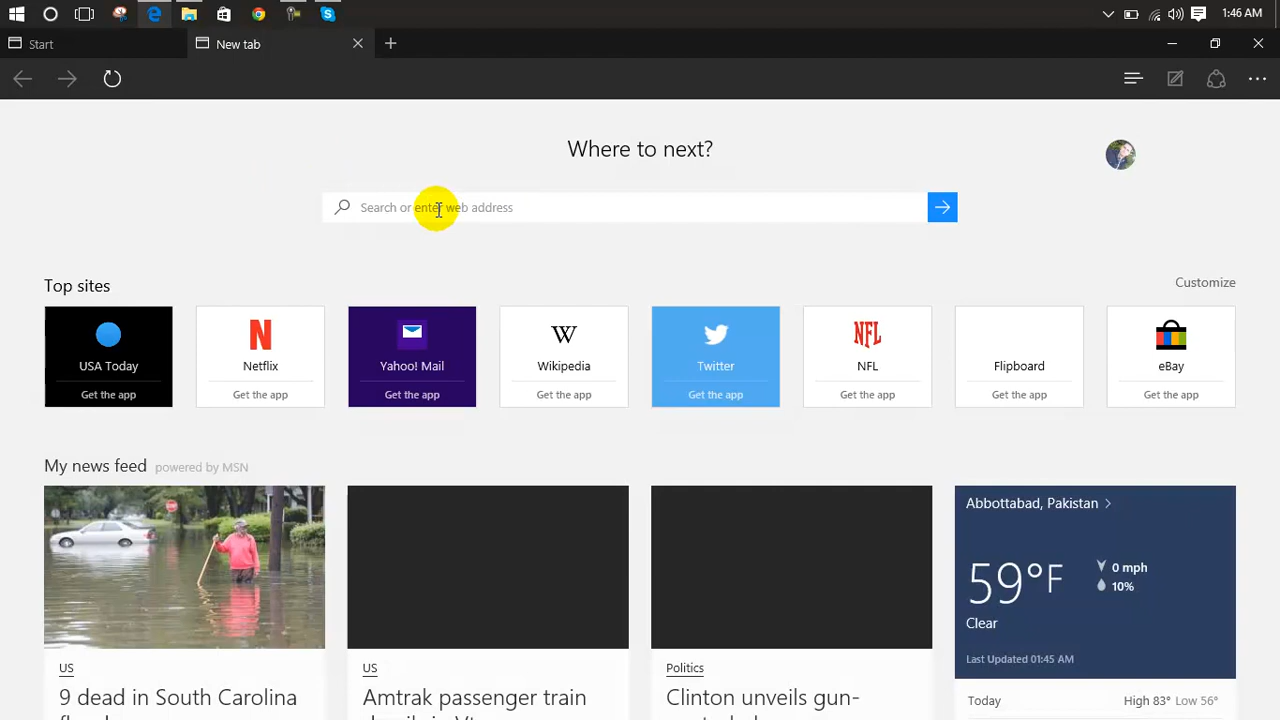 1:46 AM
Start
New tab
Where to next?
Search or enter web address
Top sites
Customize
USA Today
Get the app
Netflix
Get the app
Yahoo! Mail
Get the app
W
Wikipedia
Get the app
Twitter
Get the app
NFL
NFL
Get the app
Flipboard
Get the app
eBay
Get the app
My news feed powered by MSN
US
9 dead in South Carolina
US
Amtrak passenger train
Politics
Clinton unveils gun-
Abbottabad, Pakistan
59°F
0 mph
10%
Clear
Last Updated 01:45 AM
Today High 83° Low 56°